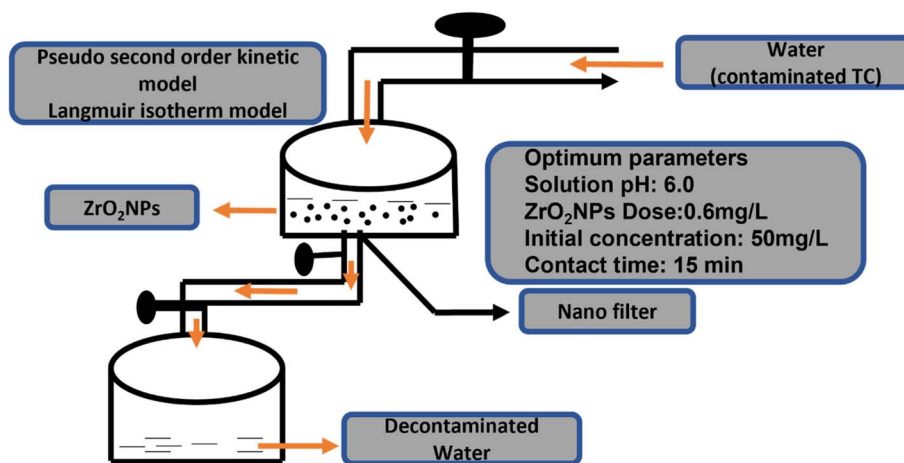 Pseudo second order kinetic
model
Langmuir isotherm model
Water
(contaminated TC)
Optimum parameters
Solution pH: 6.0
ZrO₂NPs Dose:0.6mg/L
Initial concentration: 50mg/L
Contact time: 15 min
ZrO₂NPs
Nano filter
Decontaminated
Water